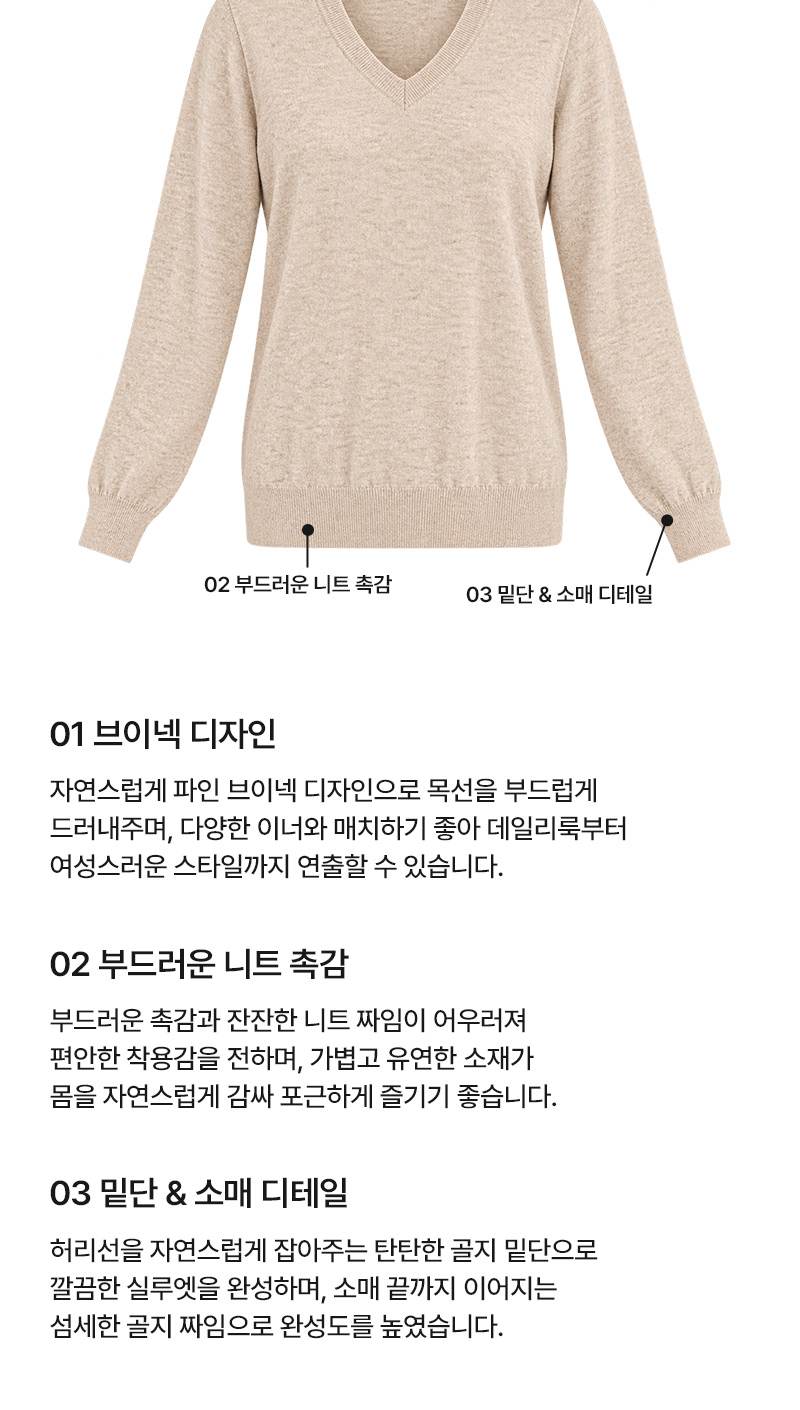 02 부드러운 니트 촉감
03 밑단 & 소매 디테일
01 브이넥 디자인
자연스럽게 파인 브이넥 디자인으로 목선을 부드럽게
드러내주며, 다양한 이너와 매치하기 좋아 데일리룩부터
여성스러운 스타일까지 연출할 수 있습니다.
02 부드러운 니트 촉감
부드러운 촉감과 잔잔한 니트 짜임이 어우러져
편안한 착용감을 전하며, 가볍고 유연한 소재가
몸을 자연스럽게 감싸 포근하게 즐기기 좋습니다.
03 밑단 & 소매 디테일
허리선을 자연스럽게 잡아주는 탄탄한 골지 밑단으로
깔끔한 실루엣을 완성하며, 소매 끝까지 이어지는
섬세한 골지 짜임으로 완성도를 높였습니다.